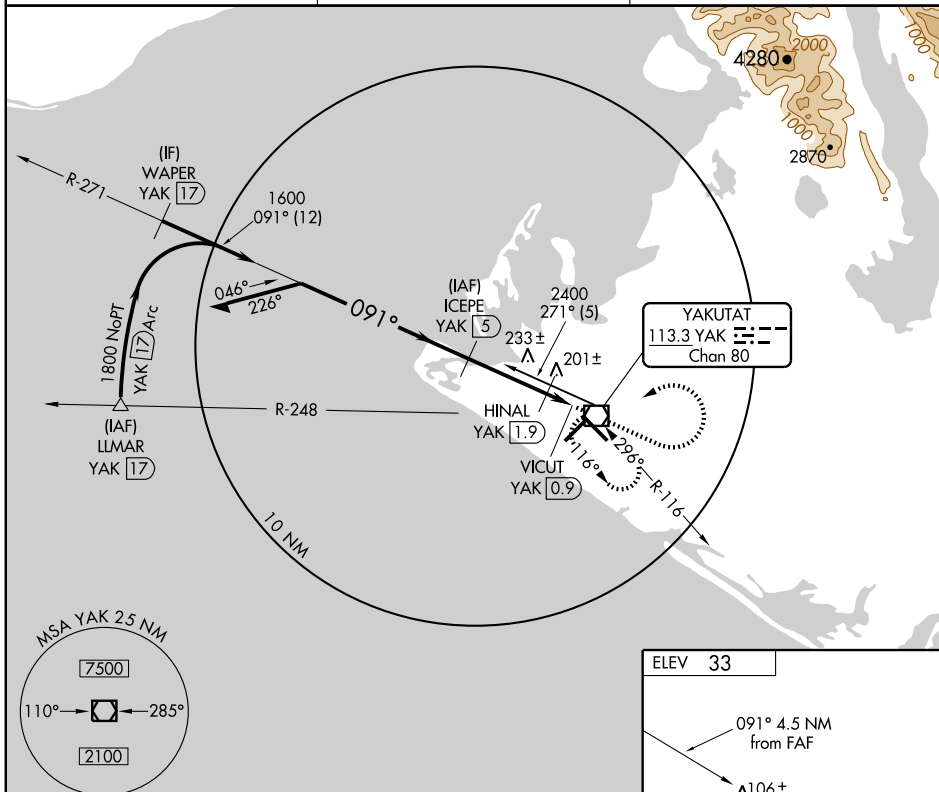 4280
2000
1000
1000
2870
(IF)
WAPER
YAK 17
R-271
1600
091° (12)
046°
226°
091°
(IAF)
ICEPE
YAK 5
2400
271° (5)
233±
201±
YAKUTAT
113.3 YAK
Chan 80
1800 NoPT
YAK 17 Arc
R-248
(IAF)
LLMAR
YAK 17
HINAL
YAK 1.9
VICUT
YAK 0.9
116°
296°
R-116
10 NM
MSA YAK 25 NM
7500
110°
285°
2100
ELEV 33
091° 4.5 NM
from FAF
106±